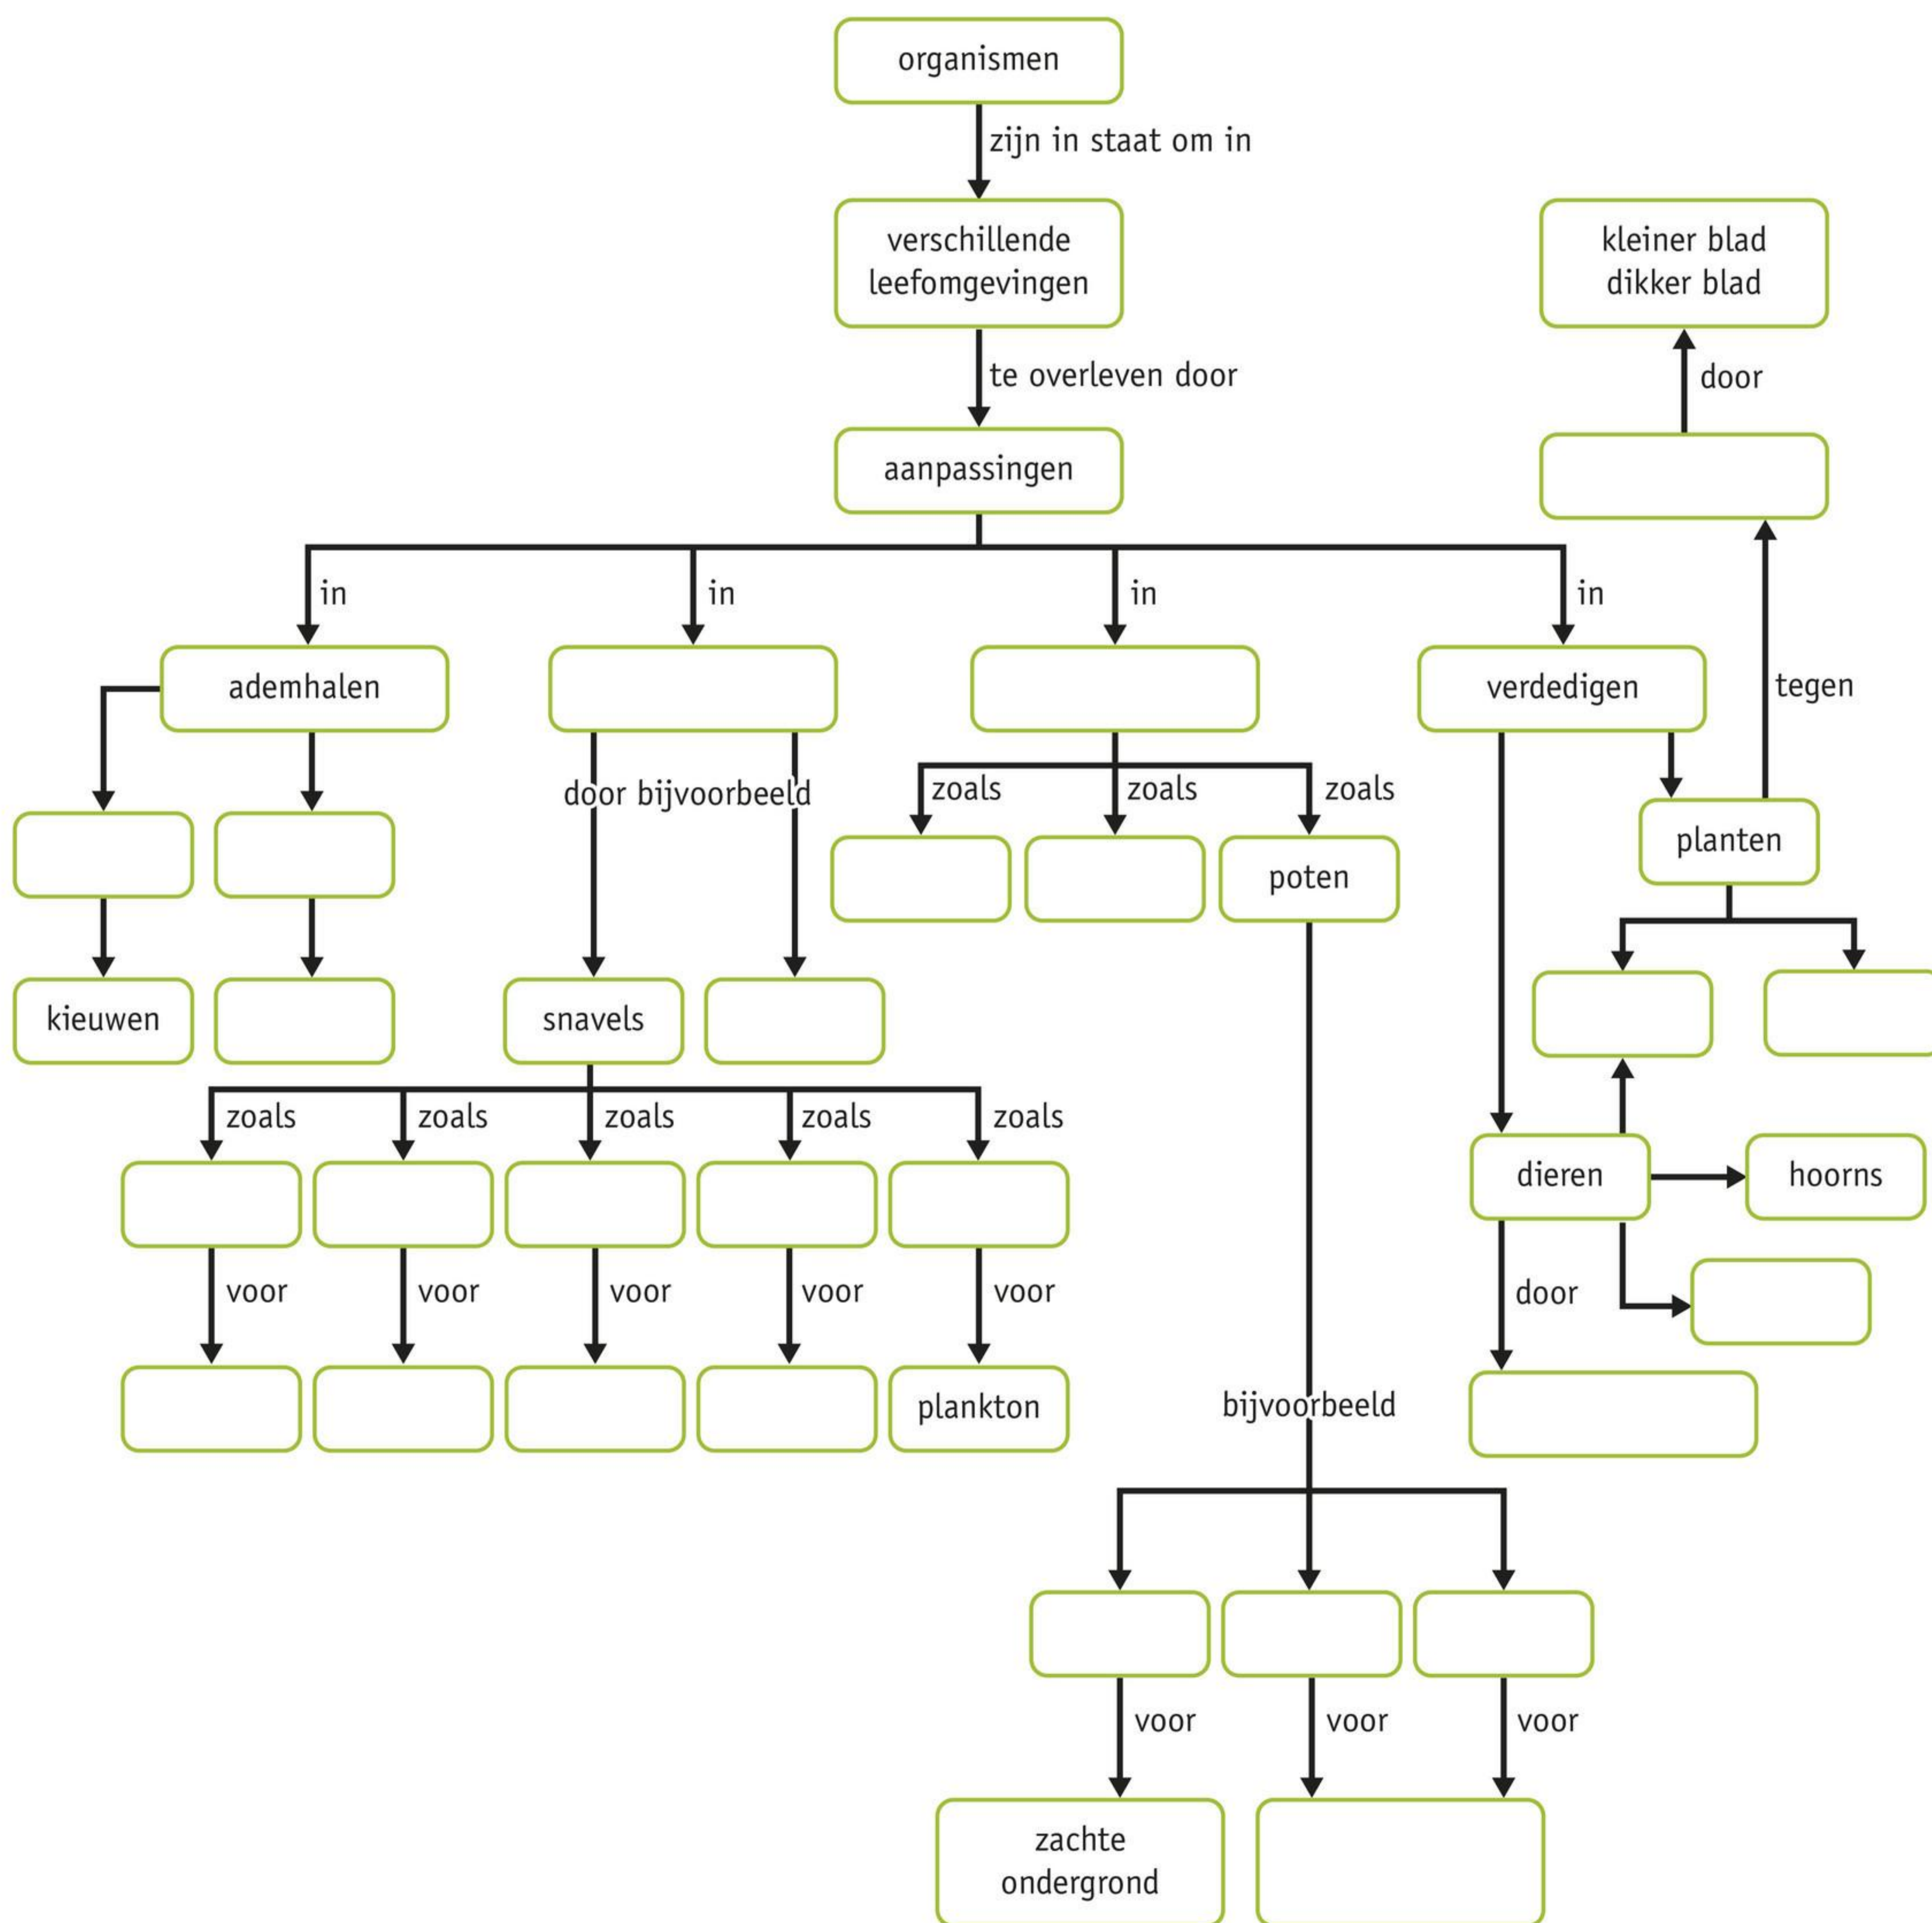 organismen
zijn in staat om in
verschillende
leefomgevingen
kleiner blad
dikker blad
te overleven door
door
aanpassingen
in
in
in
in
ademhalen
verdedigen
tegen
door bijvoorbeeld
zoals
zoals
zoals
planten
poten
kieuwen
snavels
zoals
zoals
zoals
zoals
zoals
dieren
hoorns
voor
voor
voor
voor
voor
door
plankton
bijvoorbeeld
voor
voor
voor
zachte
ondergrond